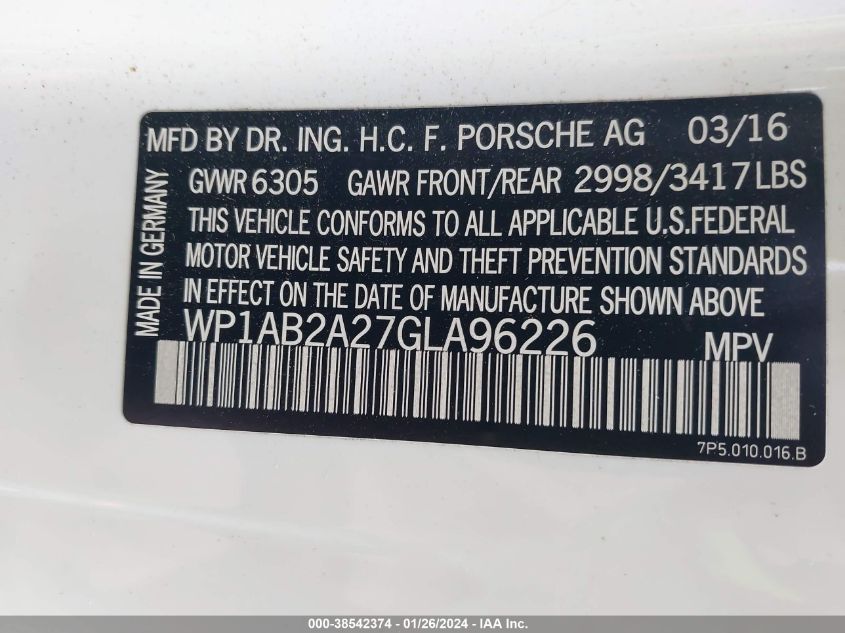 MFD BY DR. ING. H.C. F. PORSCHE AG 03/16
GVWR 6305 GAWR FRONT/REAR 2998/3417LBS
THIS VEHICLE CONFORMS TO ALL APPLICABLE U.S.FEDERAL
MOTOR VEHICLE SAFETY AND THEFT PREVENTION STANDARDS
IN EFFECT ON THE DATE OF MANUFACTURE SHOWN ABOVE
WP1AB2A27GLA96226 MPV
MADE IN GERMANY
7P5.010.016.B
000-38542374 - 01/26/2024 - IAA Inc.